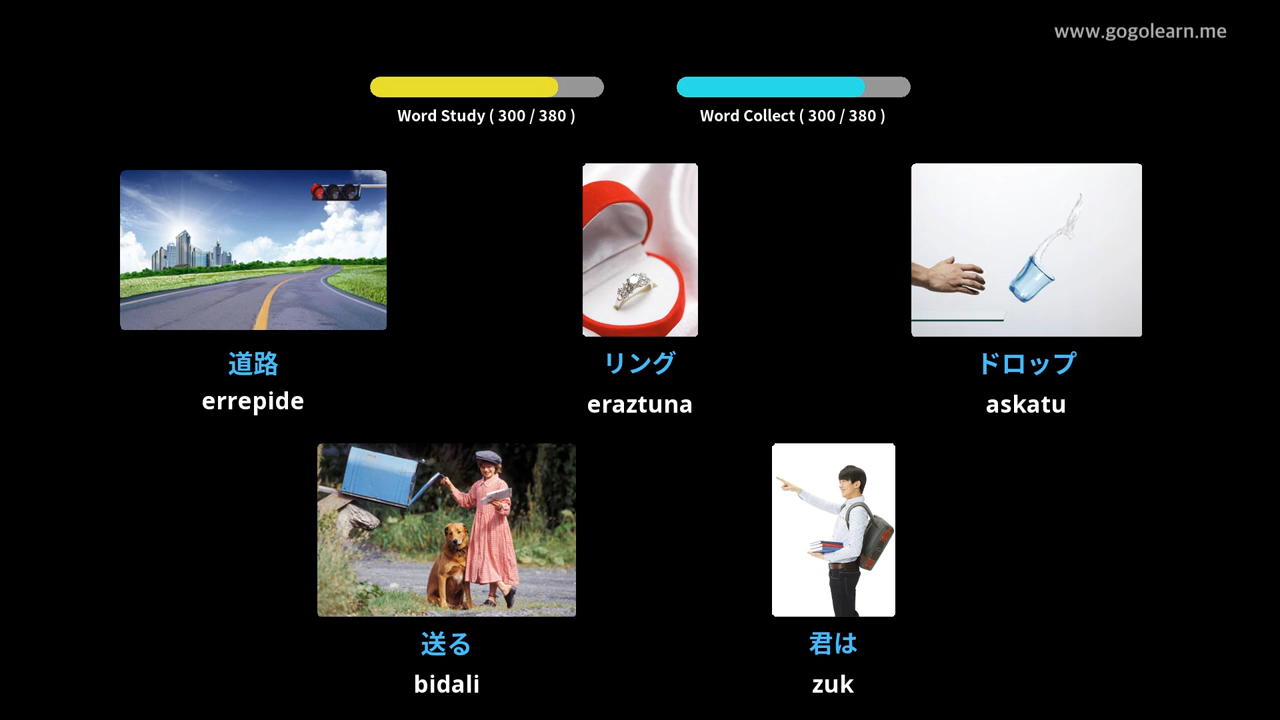 www.gogolearn.me
Word Study ( 300 / 380 )
Word Collect ( 300 / 380 )
道路
errepide
リング
eraztuna
ドロップ
askatu
送る
bidali
君は
zuk